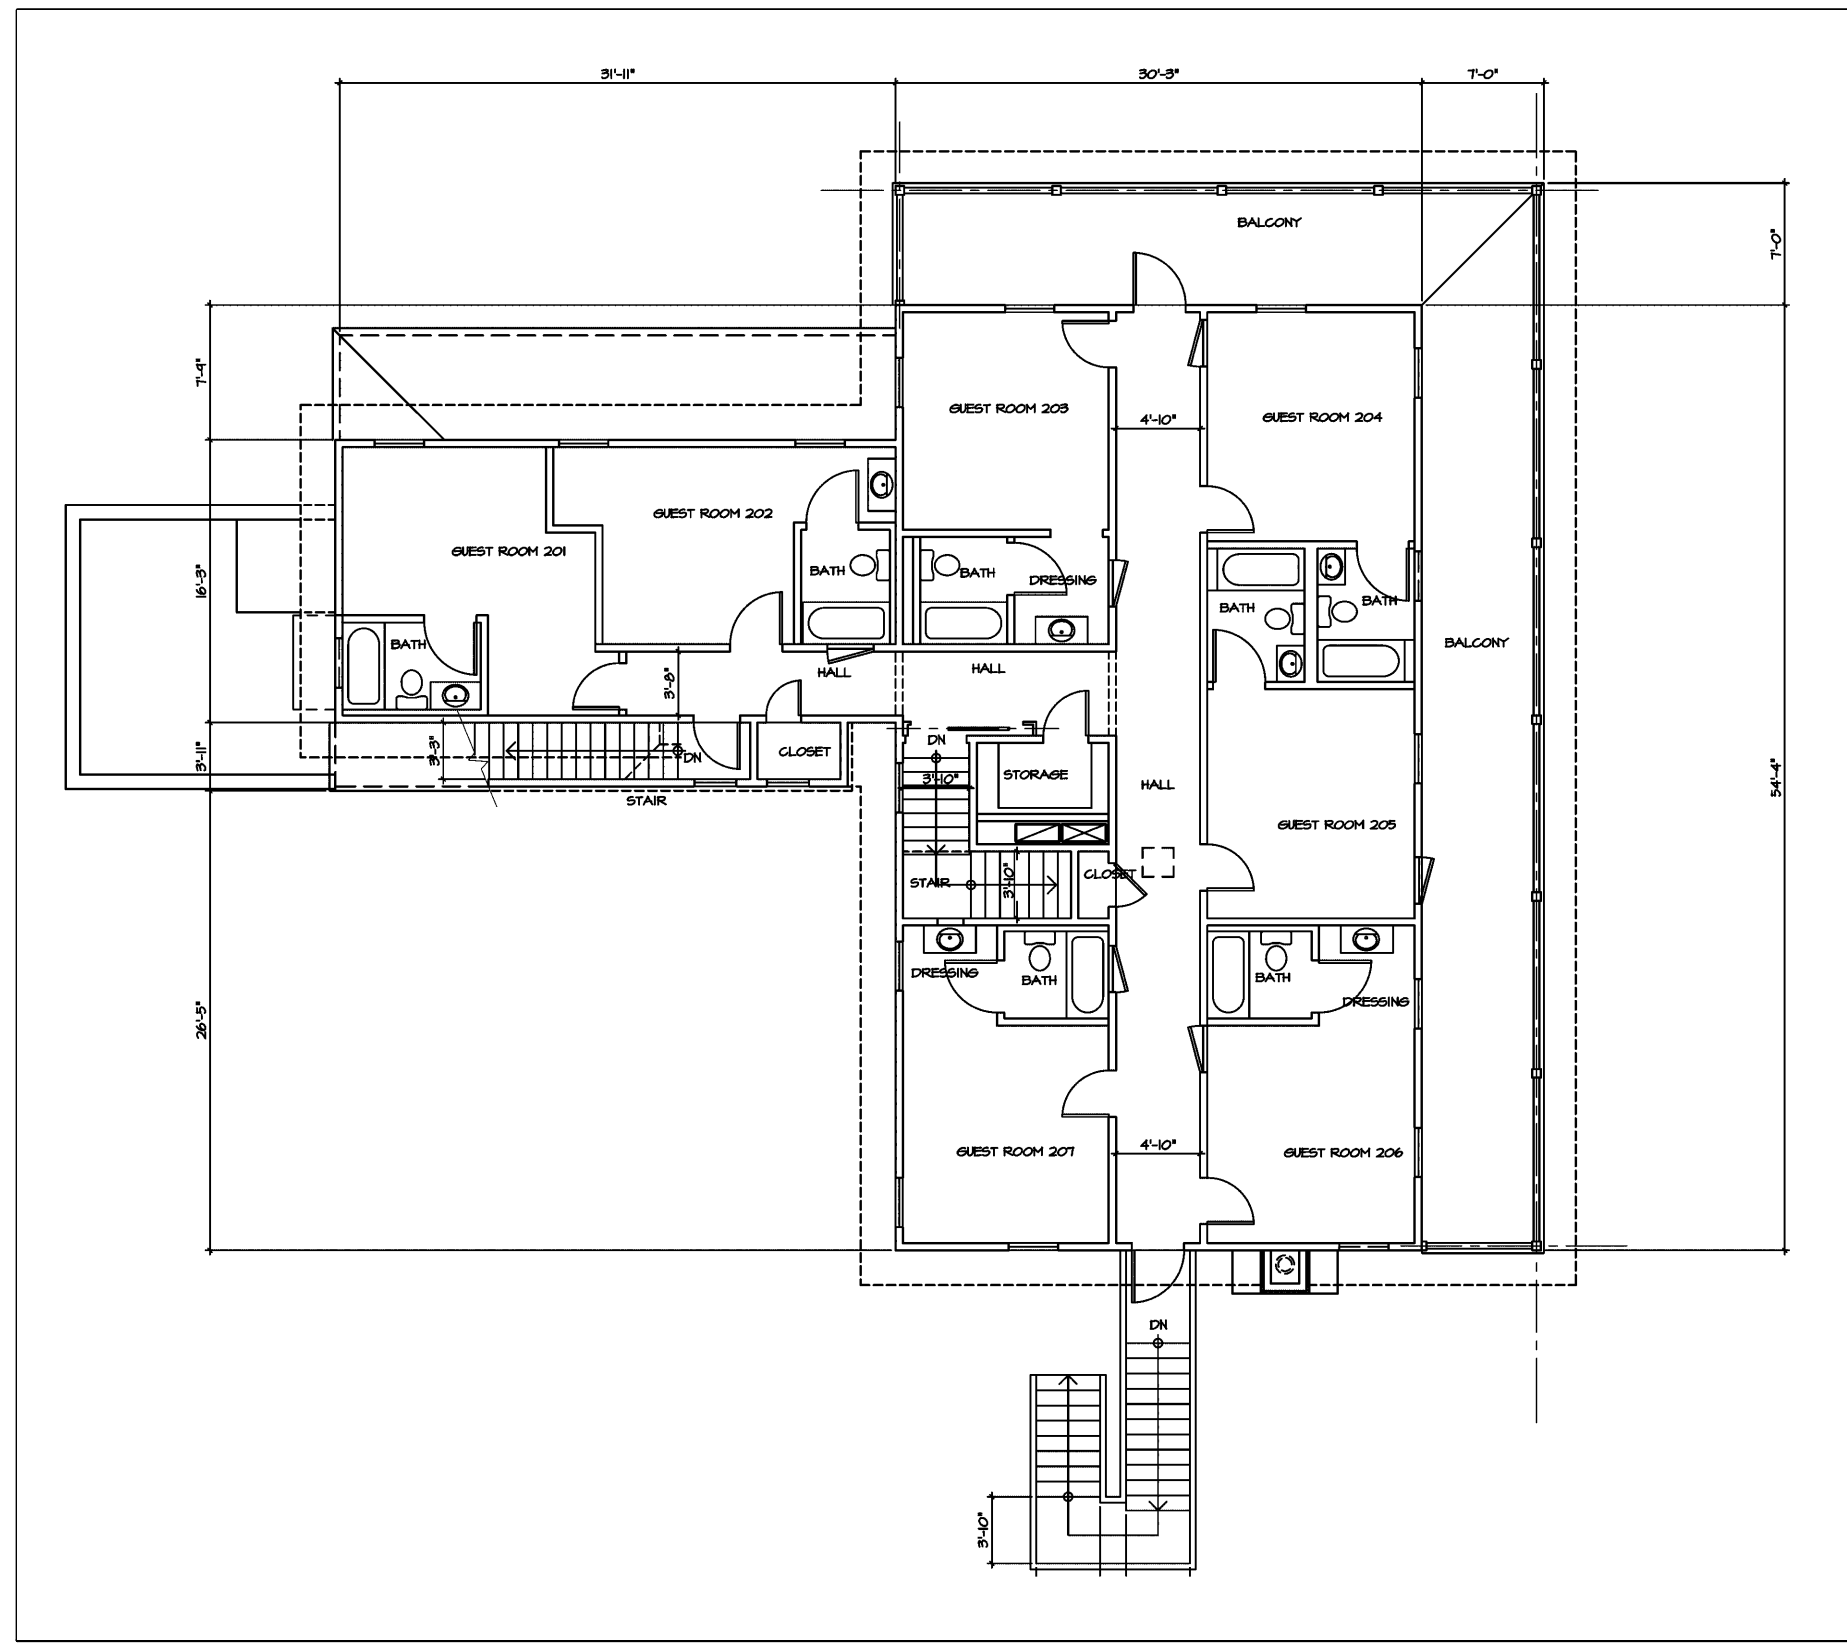 31'-11"
30'-3"
7'-0"
BALCONY
7'-0"
7'-9"
GUEST ROOM 203
4'-10"
GUEST ROOM 204
GUEST ROOM 202
GUEST ROOM 201
BATH
BATH
DRESSING
16'-3"
BATH
BATH
BATH
BALCONY
HALL
HALL
3'-8"
DN
CLOSET
3'-11"
3'-3"
DN
STORAGE
3'-10"
HALL
54'-4"
STAIR
GUEST ROOM 205
STAIR
3'-10"
CLOSET
DRESSING
BATH
BATH
DRESSING
26'-5"
GUEST ROOM 207
4'-10"
GUEST ROOM 206
DN
3'-10"